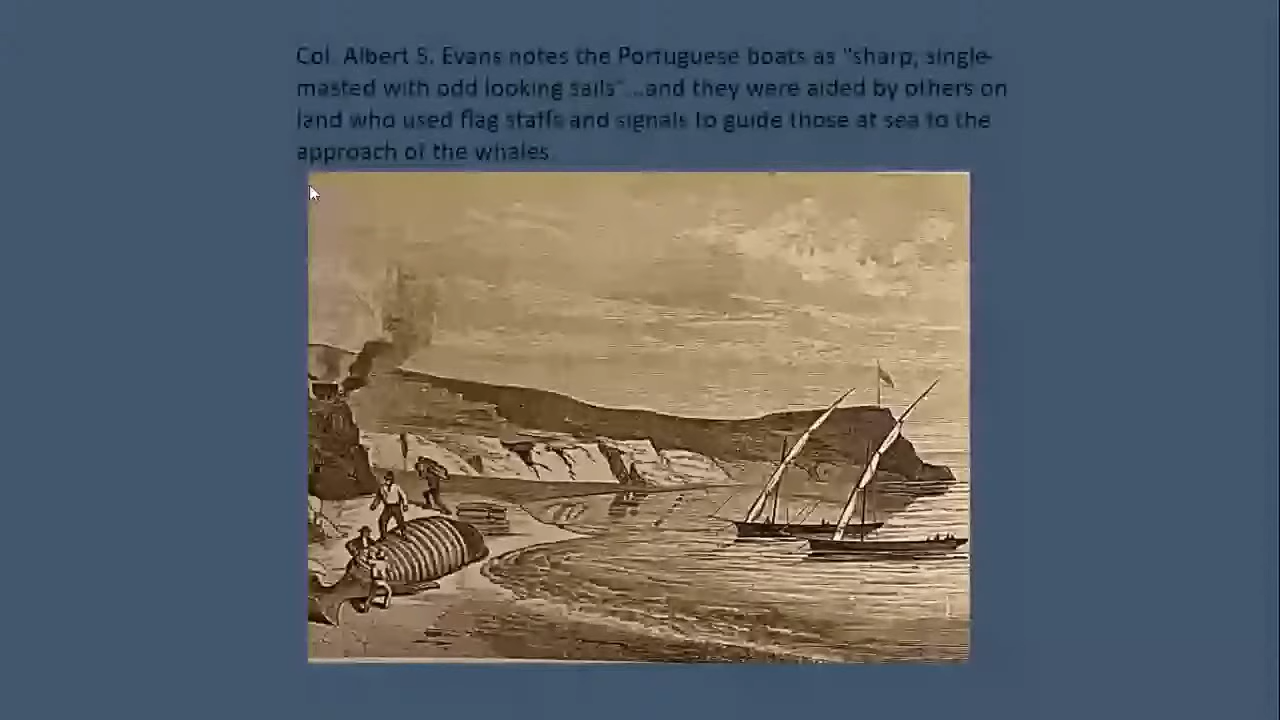 Col. Albert S. Evans notes the Portuguese boats as "sharp, single-
masted with odd looking sails"...and they were aided by others on
land who used flag staffs and signals to guide those at sea to the
approach of the whales.